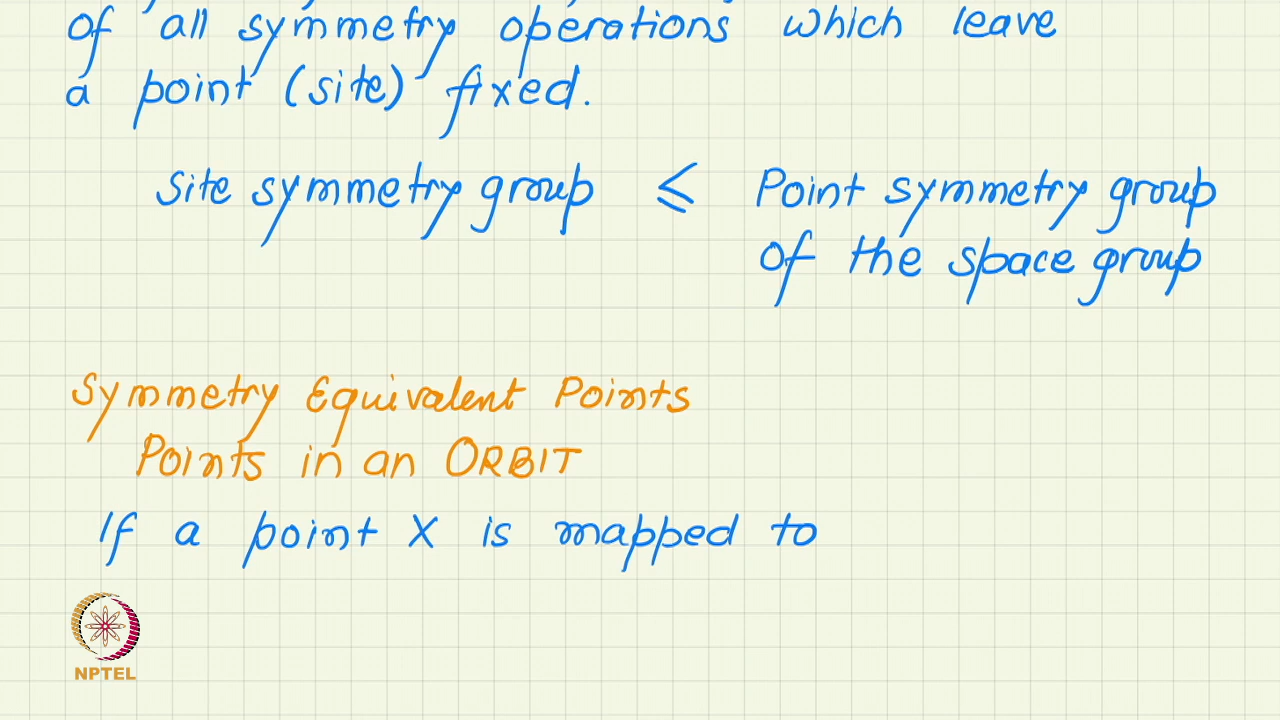 of all symmetry operations which leave
a point (site) fixed.
Site symmetry group ≤ Point symmetry group
of the space group
Symmetry Equivalent Points
Points in an ORBIT
If a point X is mapped to
NPTEL